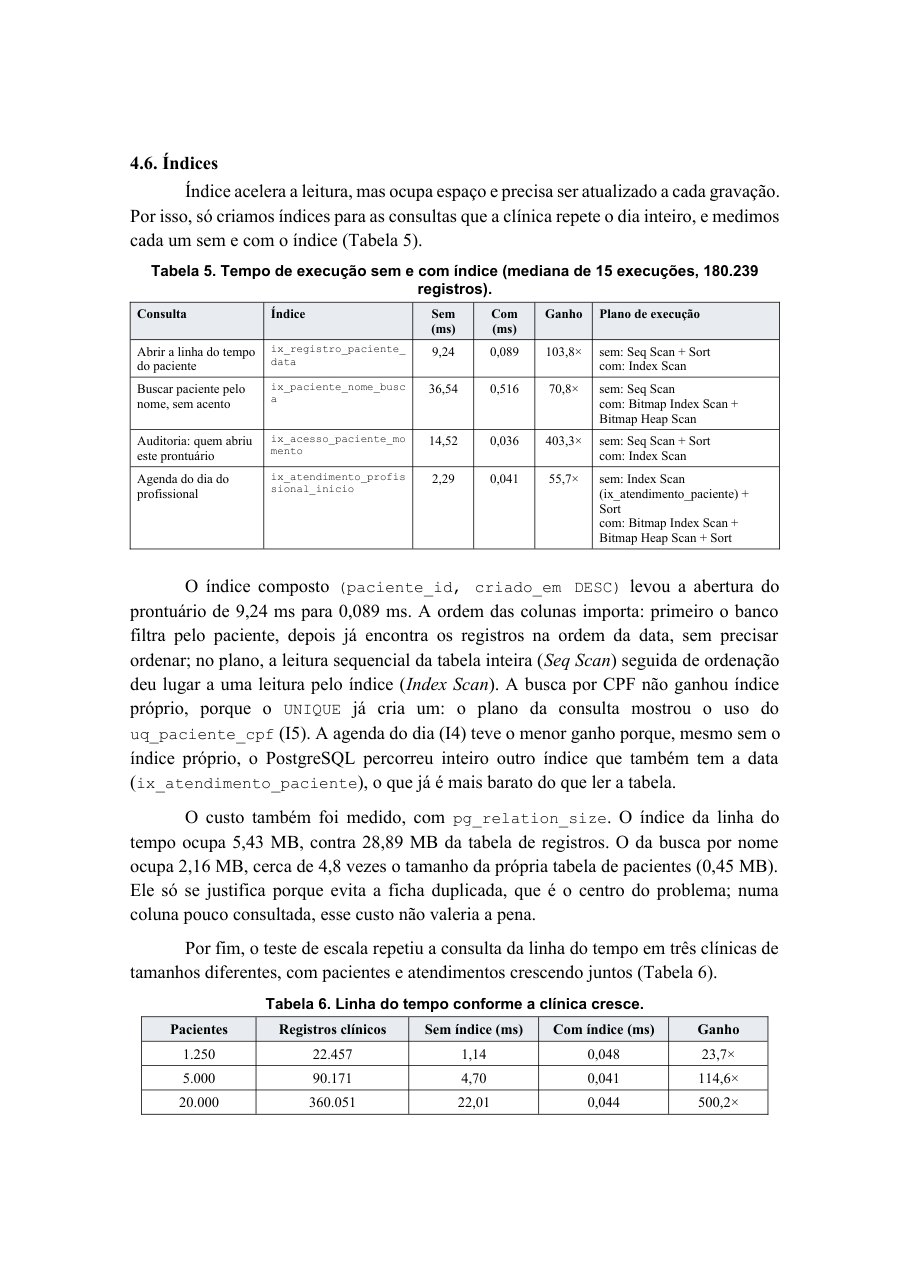 4.6. Índices
Índice acelera a leitura, mas ocupa espaço e precisa ser atualizado a cada gravação.
Por isso, só criamos índices para as consultas que a clínica repete o dia inteiro, e medimos
cada um sem e com o índice (Tabela 5).
Tabela 5. Tempo de execução sem e com índice (mediana de 15 execuções, 180.239
registros).
Consulta Índice Sem (ms) Com (ms) Ganho Plano de execução
Abrir a linha do tempo ix_registro_paciente_ 9,24 0,089 103,8× sem: Seq Scan + Sort
do paciente data com: Index Scan
Buscar paciente pelo ix_paciente_nome_busc 36,54 0,516 70,8× sem: Seq Scan
nome, sem acento a com: Bitmap Index Scan +
Bitmap Heap Scan
Auditoria: quem abriu ix_acesso_paciente_mo 14,52 0,036 403,3× sem: Seq Scan + Sort
este prontuário mento com: Index Scan
Agenda do dia do ix_atendimento_profis 2,29 0,041 55,7× sem: Index Scan
profissional sional_inicio (ix_atendimento_paciente) +
Sort
com: Bitmap Index Scan +
Bitmap Heap Scan + Sort
O índice composto (paciente_id, criado_em DESC) levou a abertura do
prontuário de 9,24 ms para 0,089 ms. A ordem das colunas importa: primeiro o banco
filtra pelo paciente, depois já encontra os registros na ordem da data, sem precisar
ordenar; no plano, a leitura sequencial da tabela inteira (Seq Scan) seguida de ordenação
deu lugar a uma leitura pelo índice (Index Scan). A busca por CPF não ganhou índice
próprio, porque o UNIQUE já cria um: o plano da consulta mostrou o uso do
uq_paciente_cpf (I5). A agenda do dia (I4) teve o menor ganho porque, mesmo sem o
índice próprio, o PostgreSQL percorreu inteiro outro índice que também tem a data
(ix_atendimento_paciente), o que já é mais barato do que ler a tabela.
O custo também foi medido, com pg_relation_size. O índice da linha do
tempo ocupa 5,43 MB, contra 28,89 MB da tabela de registros. O da busca por nome
ocupa 2,16 MB, cerca de 4,8 vezes o tamanho da própria tabela de pacientes (0,45 MB).
Ele só se justifica porque evita a ficha duplicada, que é o centro do problema; numa
coluna pouco consultada, esse custo não valeria a pena.
Por fim, o teste de escala repetiu a consulta da linha do tempo em três clínicas de
tamanhos diferentes, com pacientes e atendimentos crescendo juntos (Tabela 6).
Tabela 6. Linha do tempo conforme a clínica cresce.
Pacientes Registros clínicos Sem índice (ms) Com índice (ms) Ganho
1.250 22.457 1,14 0,048 23,7×
5.000 90.171 4,70 0,041 114,6×
20.000 360.051 22,01 0,044 500,2×